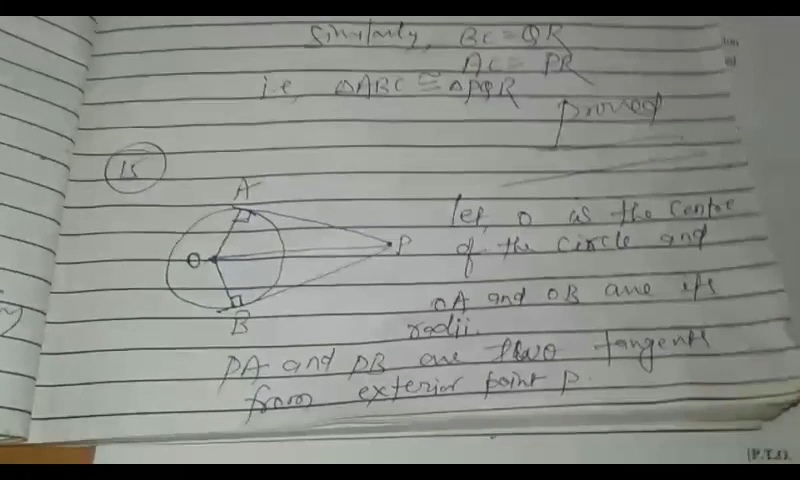 Similarly, BC = QR
AC = PR
i.e, △ABC ≅ △PQR
proved
15
A
let, O is the centre
O
P
of the circle and
OA and OB are its
B
radii.
PA and PB are two tangents
from exterior point P.
(P.T.O.